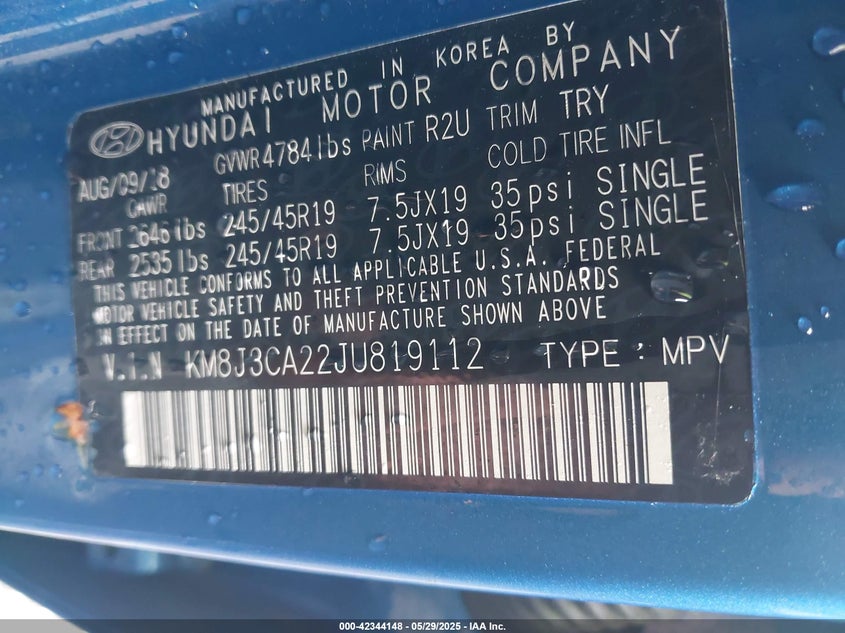 MANUFACTURED IN KOREA BY
HYUNDAI MOTOR COMPANY
AUG/09/18 GVWR 4784 lbs PAINT R2U TRIM TRY
GAWR TIRES RIMS COLD TIRE INFL
FRONT 2646 lbs 245/45R19 7.5JX19 35psi SINGLE
REAR 2535 lbs 245/45R19 7.5JX19 35psi SINGLE
THIS VEHICLE CONFORMS TO ALL APPLICABLE U.S.A. FEDERAL
MOTOR VEHICLE SAFETY AND THEFT PREVENTION STANDARDS
IN EFFECT ON THE DATE OF MANUFACTURE SHOWN ABOVE
V.I.N KM8J3CA22JU819112 TYPE : MPV
000-42344148 - 05/29/2025 - IAA Inc.